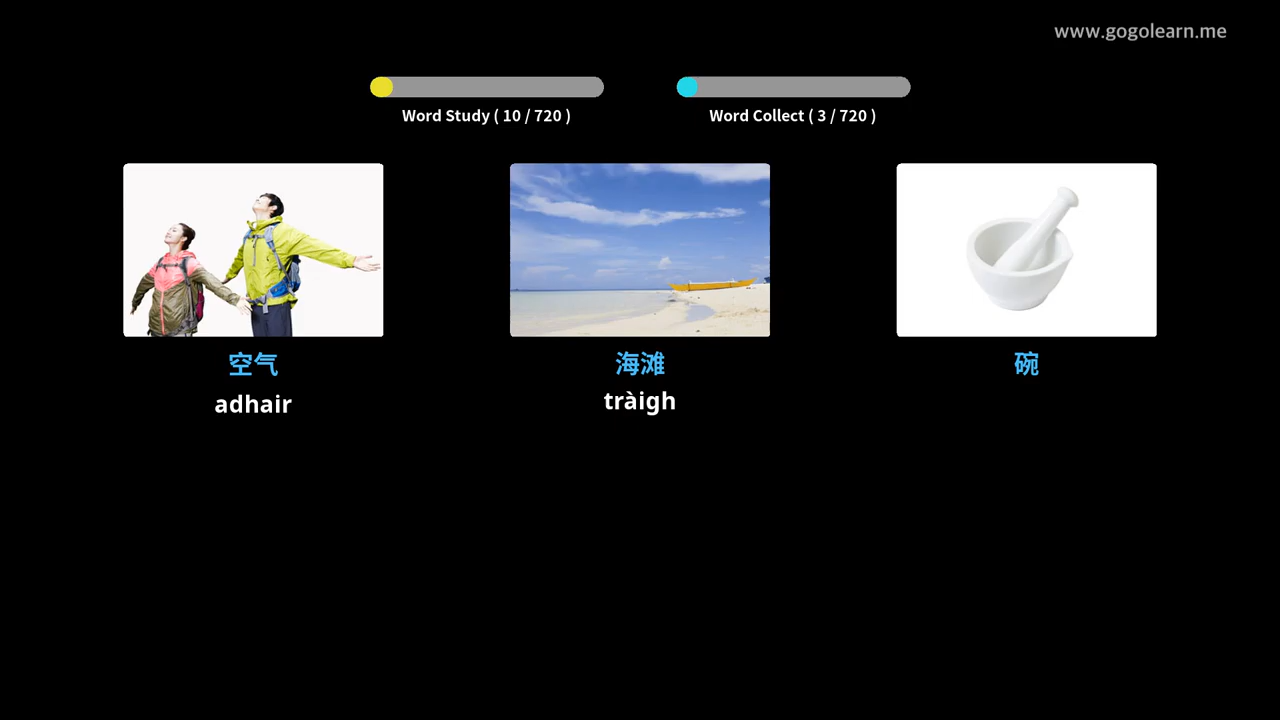 www.gogolearn.me
Word Study ( 10 / 720 )
Word Collect ( 3 / 720 )
空气
海滩
碗
adhair
tràigh